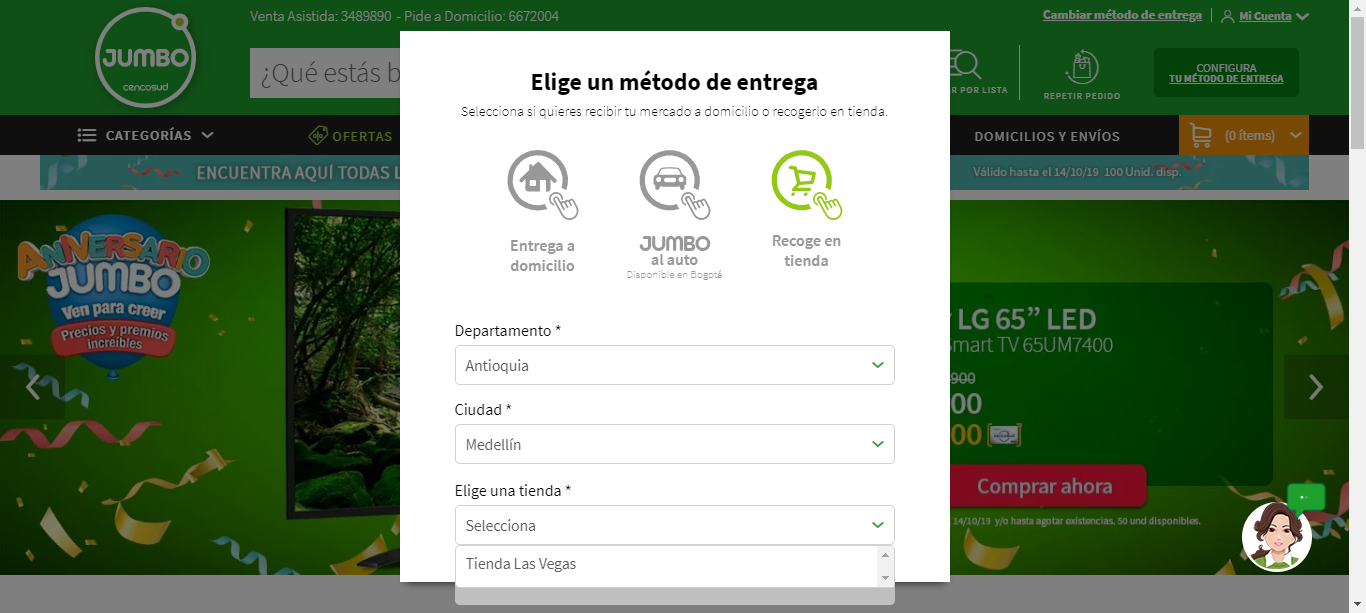 Venta Asistida: 3489890 - Pide a Domicilio: 6672004
Cambiar método de entrega
Mi Cuenta
JUMBO
cencosud
¿Qué estás b
R POR LISTA
REPETIR PEDIDO
CONFIGURA
TU MÉTODO DE ENTREGA
CATEGORÍAS
OFERTAS
DOMICILIOS Y ENVÍOS
(0 ítems)
ENCUENTRA AQUÍ TODAS L
Válido hasta el 14/10/19 100 Unid. disp.
Elige un método de entrega
Selecciona si quieres recibir tu mercado a domicilio o recogerlo en tienda.
Entrega a
domicilio
JUMBO
al auto
Disponible en Bogotá
Recoge en
tienda
Departamento *
Antioquia
Ciudad *
Medellín
Elige una tienda *
Selecciona
Tienda Las Vegas
ANIVERSARIO
JUMBO
Ven para creer
Precios y premios
increíbles
LG 65” LED
Smart TV 65UM7400
900
00
00
Comprar ahora
14/10/19 y/o hasta agotar existencias. 50 und disponibles.